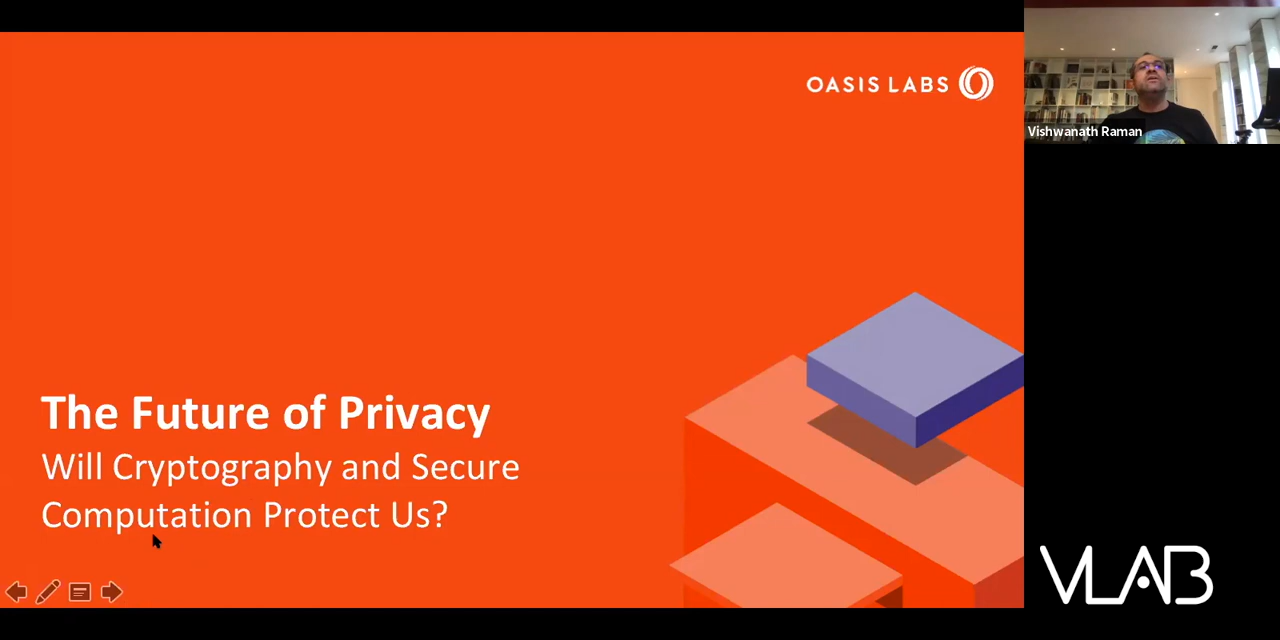 OASIS LABS
The Future of Privacy
Will Cryptography and Secure
Computation Protect Us?
Vishwanath Raman
VLAB